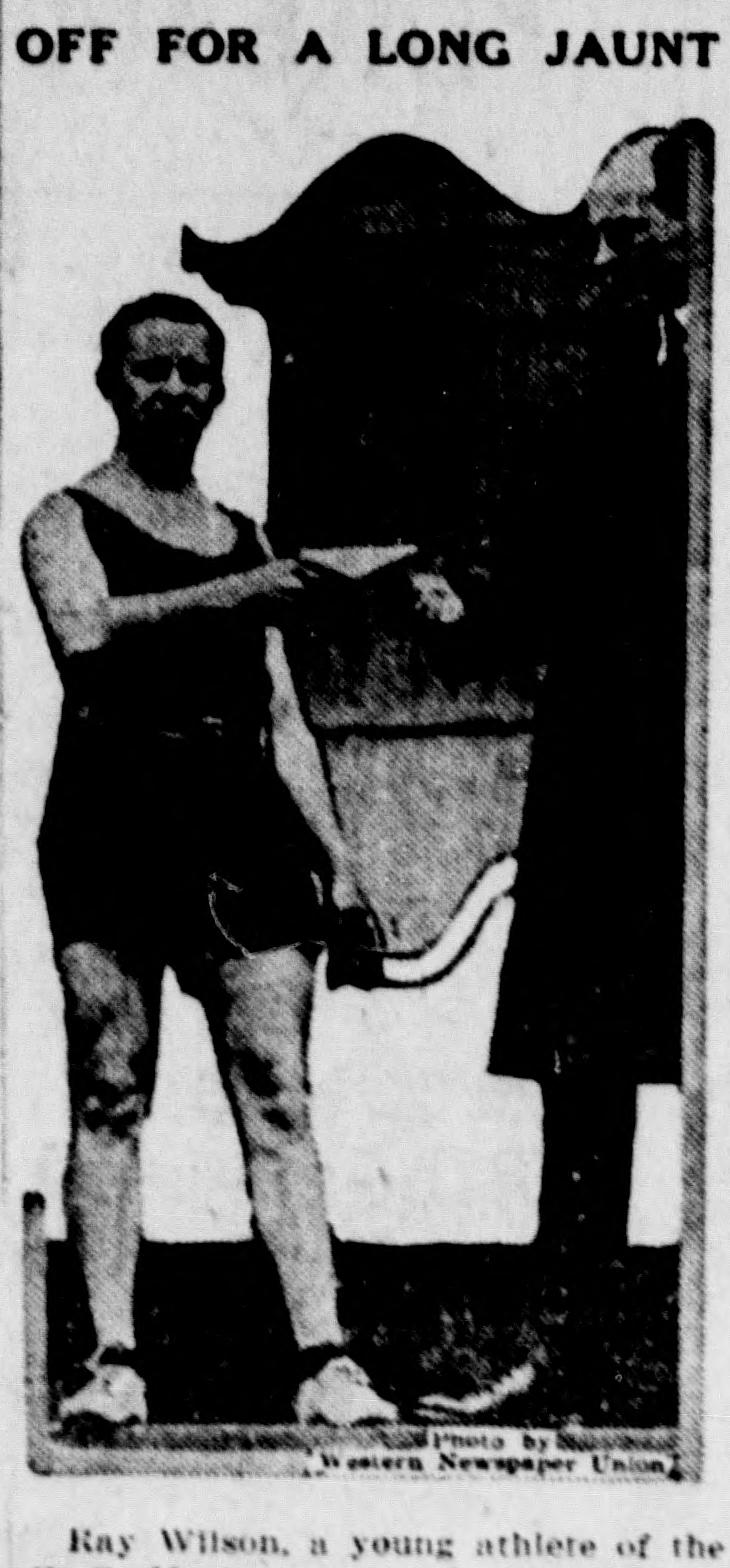 OFF FOR A LONG JAUNT
Photo by
Western Newspaper Union
Ray Wilson, a young athlete of the